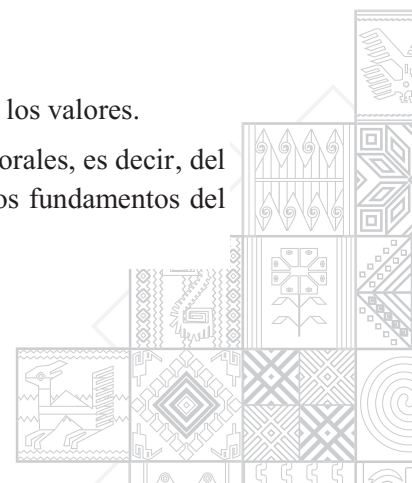 los valores.
orales, es decir, del
os fundamentos del